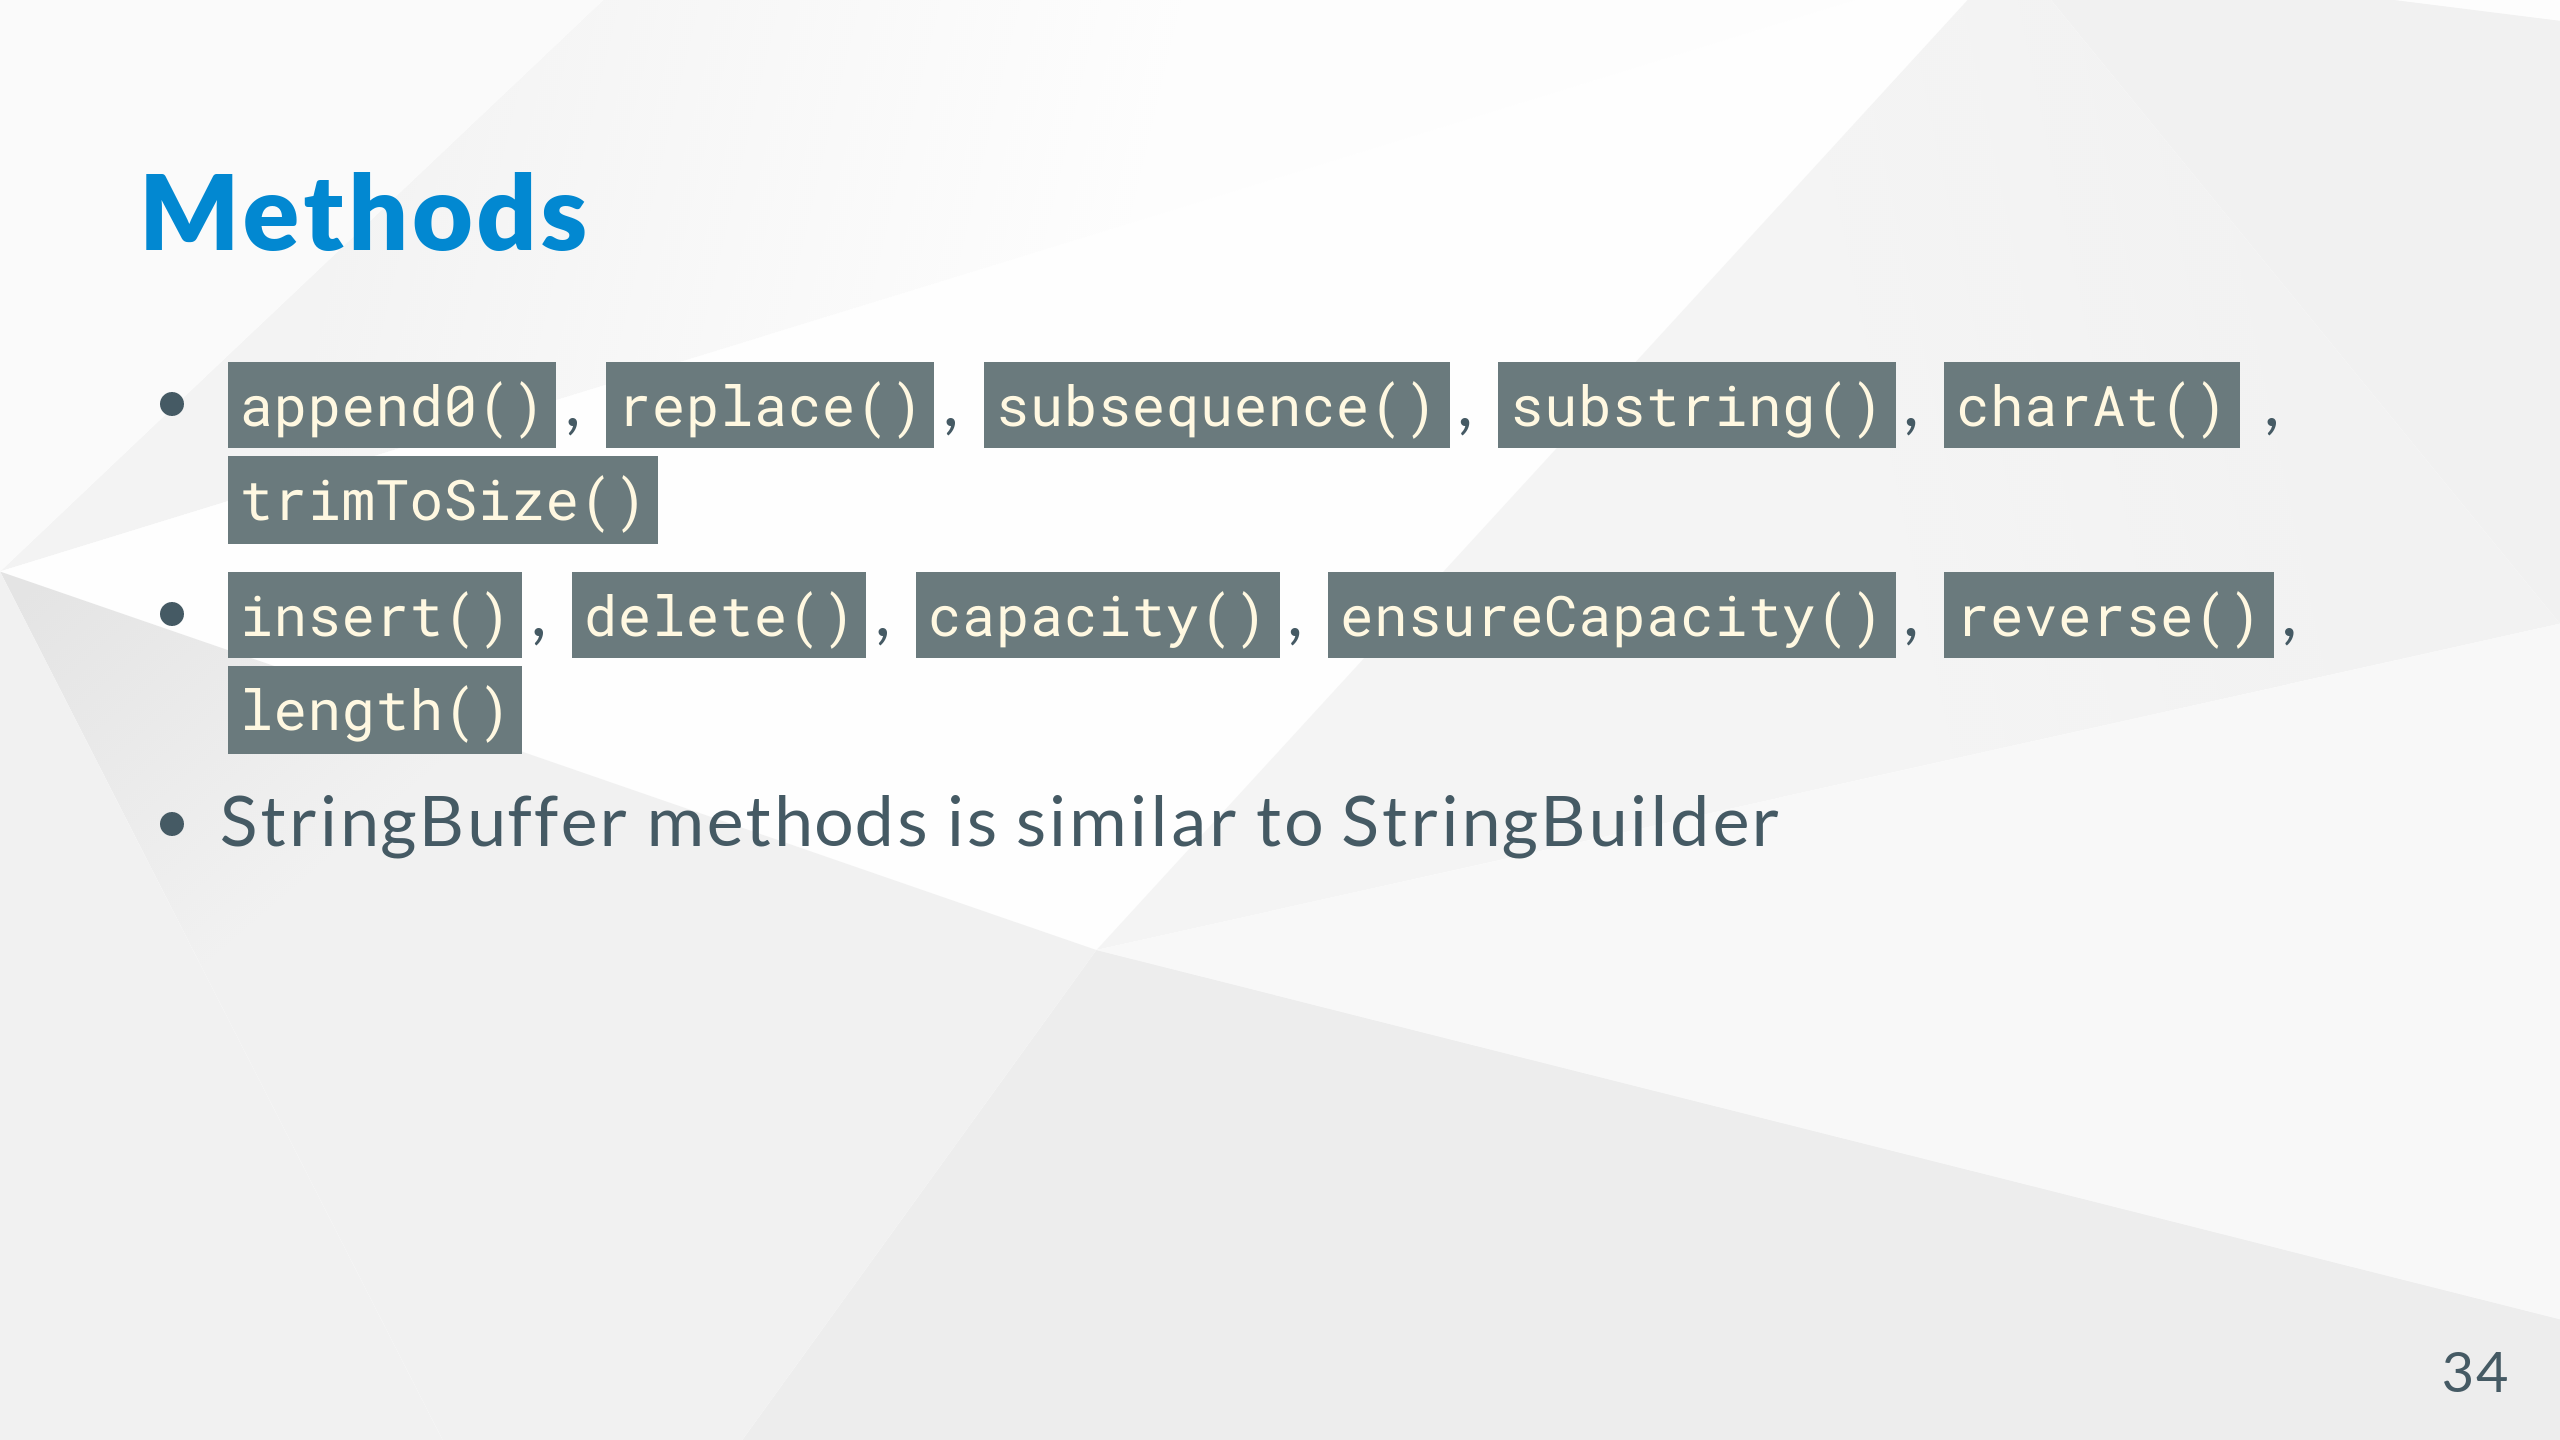 Methods
• append0(), replace(), subsequence(), substring(), charAt() ,
trimToSize()
• insert(), delete(), capacity(), ensureCapacity(), reverse(),
length()
• StringBuffer methods is similar to StringBuilder
34